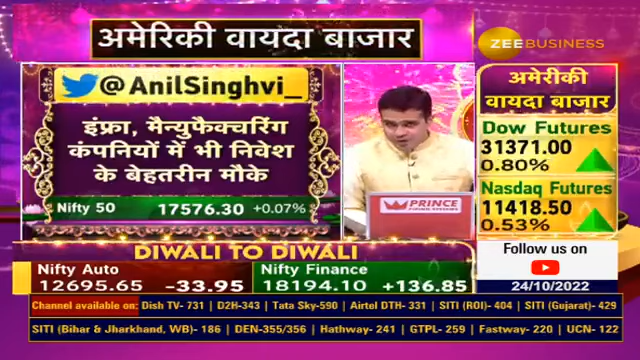 अमेरिकी वायदा बाजार
ZEE BUSINESS
@AnilSinghvi_
इंफ्रा, मैन्युफैक्चरिंग
कंपनियों में भी निवेश
के बेहतरीन मौके
Nifty 50 17576.30 +0.07%
PRINCE
अमेरीकी
वायदा बाजार
Dow Futures
31371.00
0.80%
Nasdaq Futures
11418.50
0.53%
DIWALI TO DIWALI
Nifty Auto
12695.65 -33.95
Nifty Finance
18194.10 +136.85
Follow us on
24/10/2022
Channel available on: Dish TV- 731 | D2H-343 | Tata Sky-590 | Airtel DTH- 331 | SITI (ROI)- 404 | SITI (Gujarat)- 429
SITI (Bihar & Jharkhand, WB)- 186 | DEN-355/356 | Hathway- 241 | GTPL- 259 | Fastway- 220 | UCN- 122